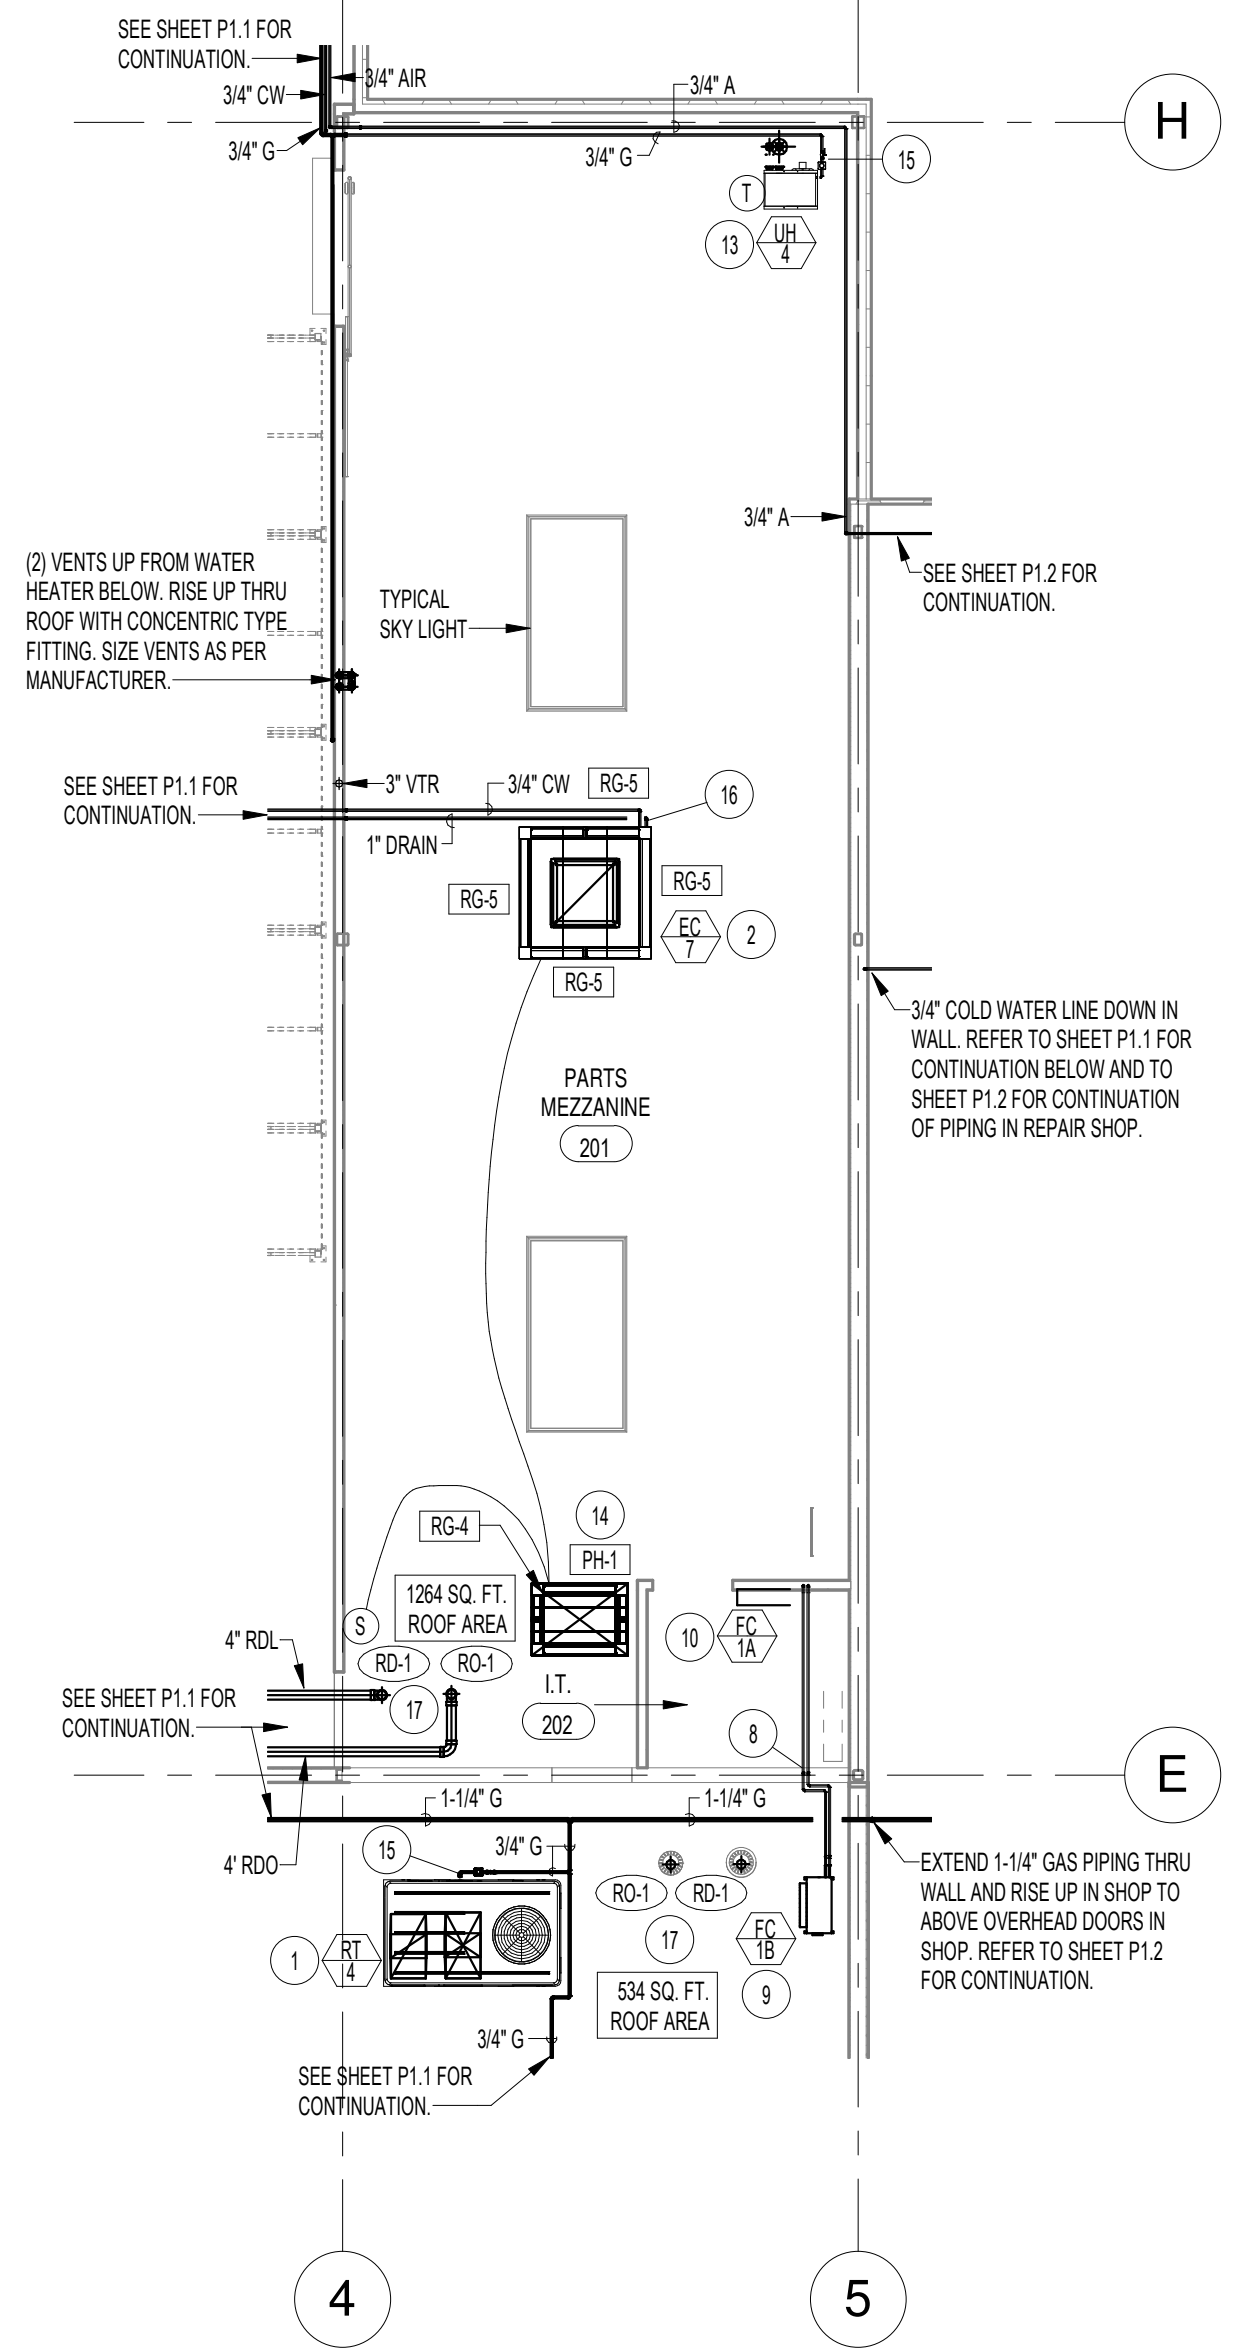 SEE SHEET P1.1 FOR
CONTINUATION.
3/4" AIR
3/4" CW
3/4" G
3/4" A
3/4" G
H
15
T
13
UH
4
3/4" A
SEE SHEET P1.2 FOR
CONTINUATION.
(2) VENTS UP FROM WATER
HEATER BELOW. RISE UP THRU
ROOF WITH CONCENTRIC TYPE
FITTING. SIZE VENTS AS PER
MANUFACTURER.
TYPICAL
SKY LIGHT
SEE SHEET P1.1 FOR
CONTINUATION.
3" VTR
3/4" CW
RG-5
16
1" DRAIN
RG-5
RG-5
EC
7
2
RG-5
3/4" COLD WATER LINE DOWN IN
WALL. REFER TO SHEET P1.1 FOR
CONTINUATION BELOW AND TO
SHEET P1.2 FOR CONTINUATION
OF PIPING IN REPAIR SHOP.
PARTS
MEZZANINE
201
14
RG-4
PH-1
1264 SQ. FT.
ROOF AREA
S
10
FC
1A
4" RDL
RD-1
RO-1
I.T.
202
17
SEE SHEET P1.1 FOR
CONTINUATION.
8
E
1-1/4" G
1-1/4" G
4' RDO
15
3/4" G
RO-1
RD-1
EXTEND 1-1/4" GAS PIPING THRU
WALL AND RISE UP IN SHOP TO
ABOVE OVERHEAD DOORS IN
SHOP. REFER TO SHEET P1.2
FOR CONTINUATION.
1
RT
4
17
FC
1B
9
534 SQ. FT.
ROOF AREA
3/4" G
SEE SHEET P1.1 FOR
CONTINUATION.
4
5